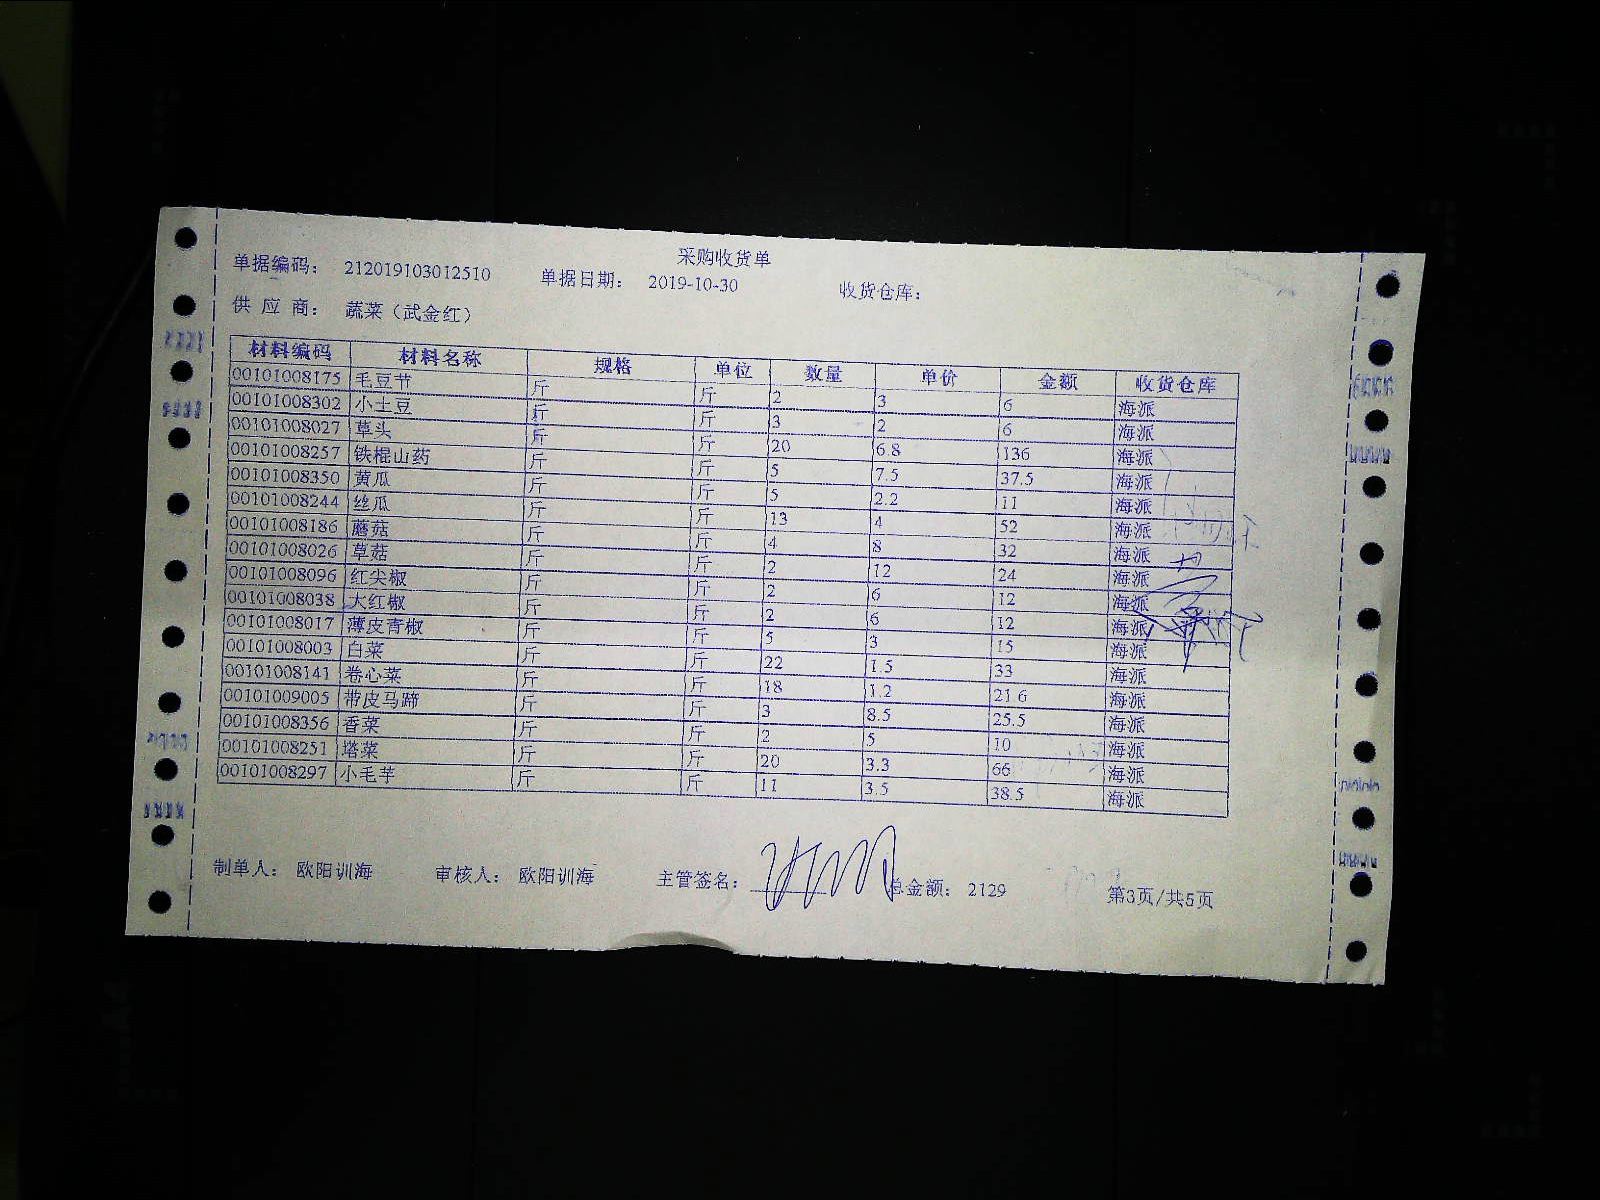 采购收货单
单据编码： 212019103012510 单据日期： 2019-10-30 收货仓库：
供 应 商： 蔬菜（武金红）
材料编码 材料名称 规格 单位 数量 单价 金额 收货仓库
00101008175 毛豆节 斤 斤 2 3 6 海派
00101008302 小土豆 斤 斤 3 2 6 海派
00101008027 草头 斤 斤 20 6.8 136 海派
00101008257 铁棍山药 斤 斤 5 7.5 37.5 海派
00101008350 黄瓜 斤 斤 5 2.2 11 海派
00101008244 丝瓜 斤 斤 13 4 52 海派
00101008186 蘑菇 斤 斤 4 8 32 海派
00101008026 草菇 斤 斤 2 12 24 海派
00101008096 红尖椒 斤 斤 2 6 12 海派
00101008038 大红椒 斤 斤 2 6 12 海派
00101008017 薄皮青椒 斤 斤 5 3 15 海派
00101008003 白菜 斤 斤 22 1.5 33 海派
00101008141 卷心菜 斤 斤 18 1.2 21.6 海派
00101009005 带皮马蹄 斤 斤 3 8.5 25.5 海派
00101008356 香菜 斤 斤 2 5 10 海派
00101008251 塔菜 斤 斤 20 3.3 66 海派
00101008297 小毛芋 斤 斤 11 3.5 38.5 海派
制单人： 欧阳训海 审核人： 欧阳训海 主管签名： 总金额： 2129 第3页/共5页